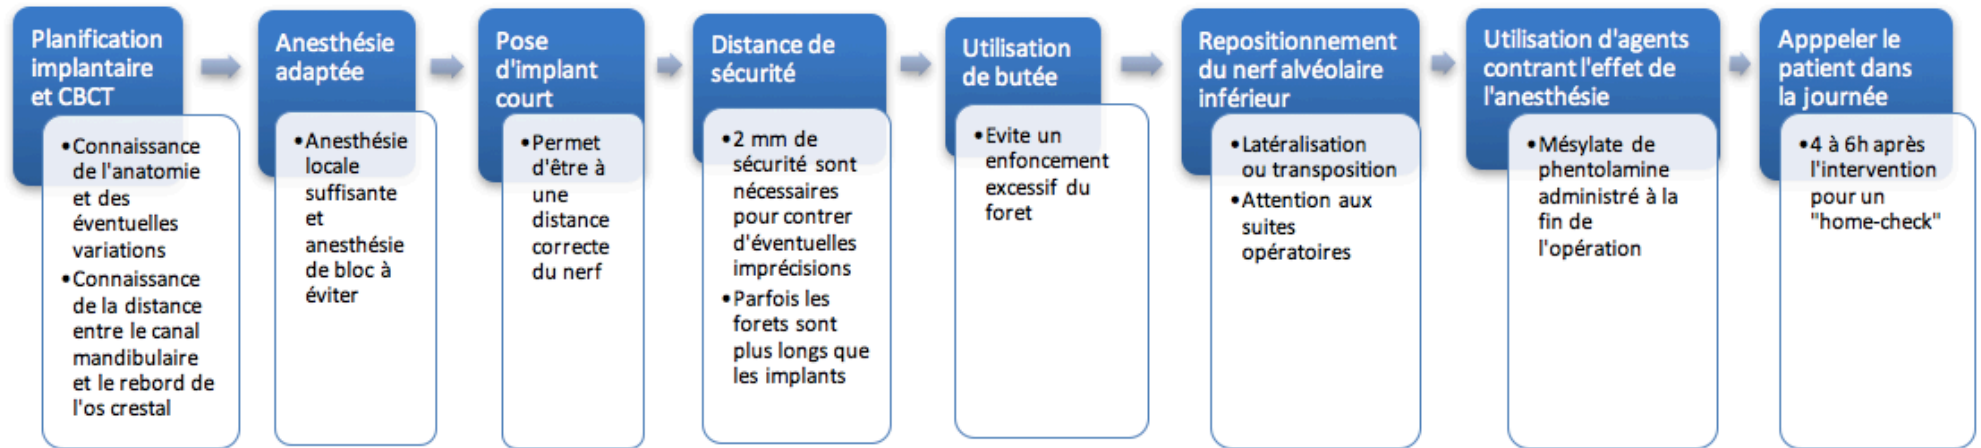 Planification
implantaire
et CBCT
•Connaissance
de l'anatomie
et des
éventuelles
variations
•Connaissance
de la distance
entre le canal
mandibulaire
et le rebord de
l'os crestal
Anesthésie
adaptée
•Anesthésie
locale
suffisante
et
anesthésie
de bloc à
éviter
Pose
d'implant
court
•Permet
d'être à
une
distance
correcte
du nerf
Distance de
sécurité
•2 mm de
sécurité sont
nécessaires
pour contrer
d'éventuelles
imprécisions
•Parfois les
forets sont
plus longs que
les implants
Utilisation
de butée
•Evite un
enfoncement
excessif du
foret
Repositionnement
du nerf alvéolaire
inférieur
•Latéralisation
ou transposition
•Attention aux
suites
opératoires
Utilisation d'agents
contrant l'effet de
l'anesthésie
•Mésylate de
phentolamine
administré à la
fin de
l'opération
Apppeler le
patient dans
la journée
•4 à 6h après
l'intervention
pour un
"home-check"